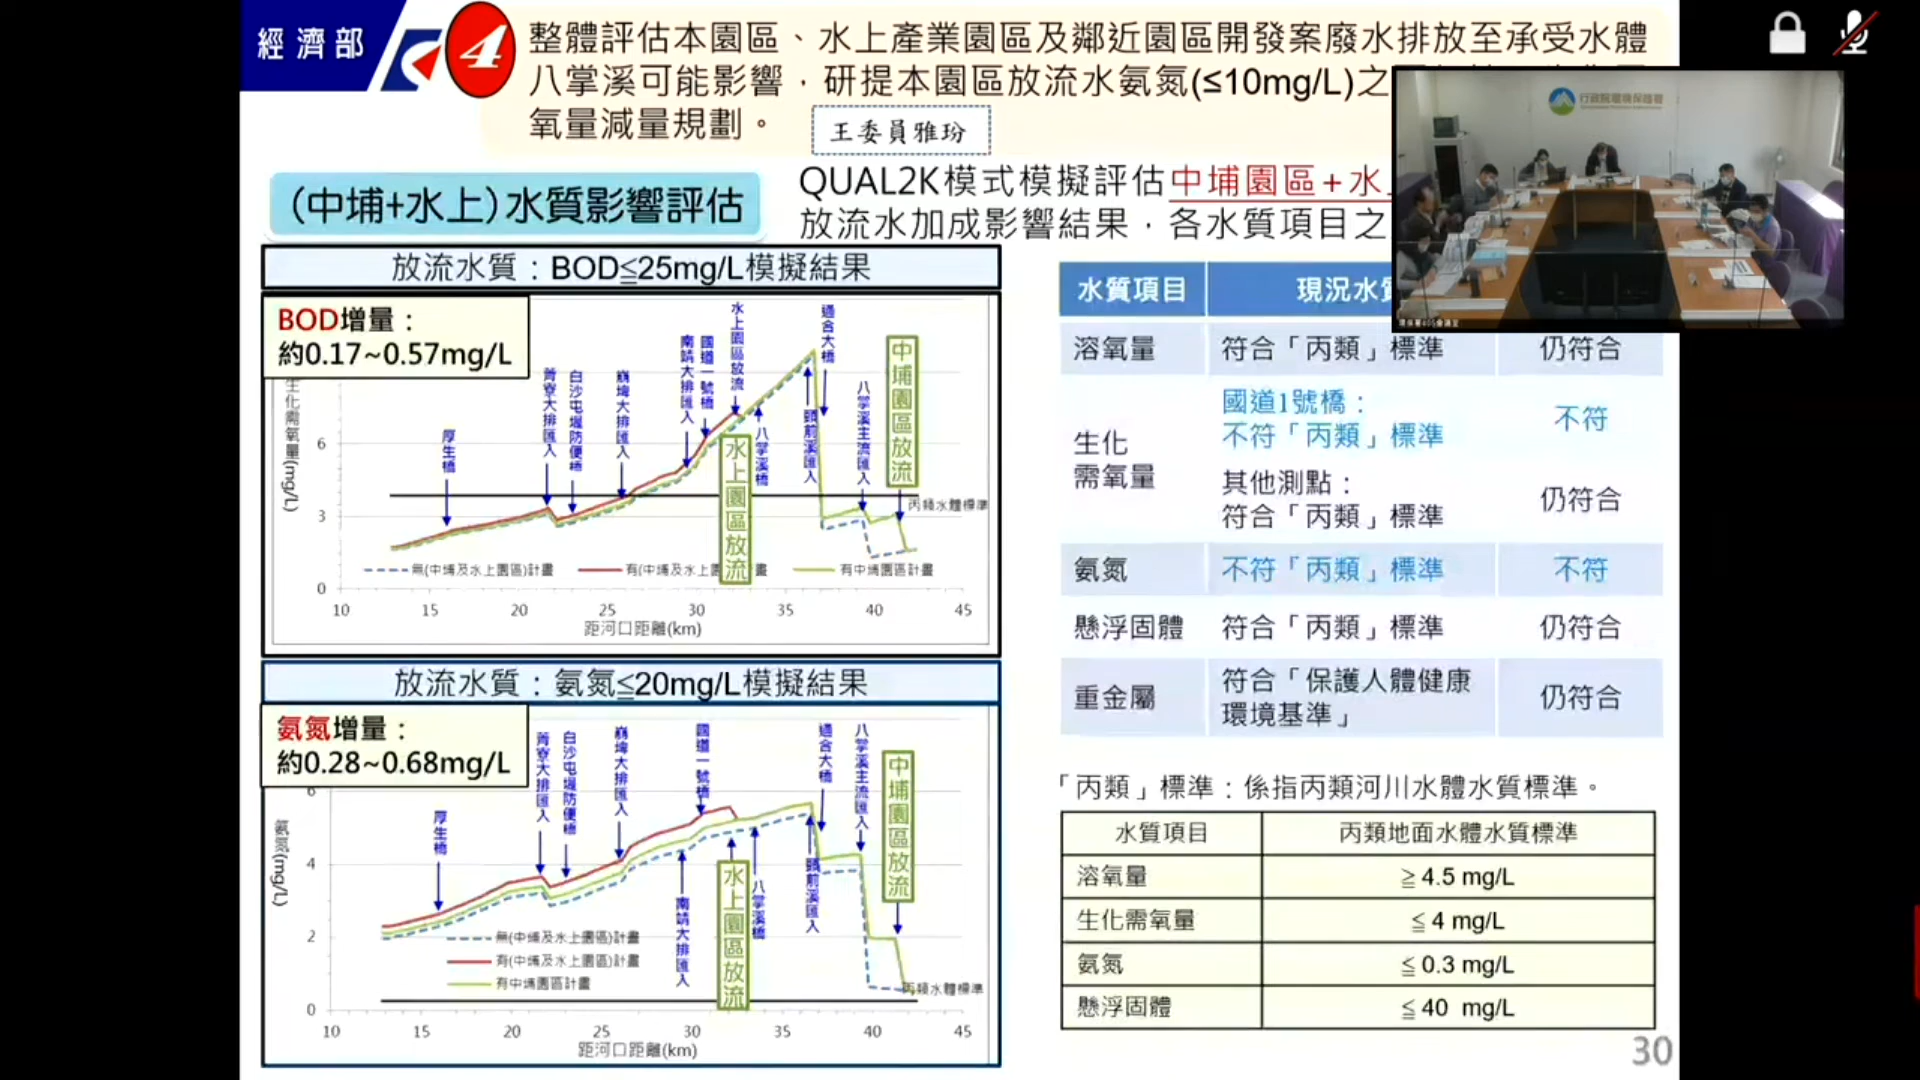 經濟部
4
整體評估本園區、水上產業園區及鄰近園區開發案廢水排放至承受水體
八掌溪可能影響，研提本園區放流水氨氮(≤10mg/L)之
氧量減量規劃。
王委員雅玢
行政院環境保護署
(中埔+水上)水質影響評估
QUAL2K模式模擬評估中埔園區+水
放流水加成影響結果，各水質項目之
放流水質：BOD≦25mg/L模擬結果
BOD增量：
約0.17~0.57mg/L
生化需氧量(mg/L)
6
3
0
厚生橋
菁寮大排匯入
白沙屯堤防便橋
崩埤大排匯入
南靖大排匯入
國道一號橋
水上園區放流
水上園區放流
八掌溪橋
頭前溪匯入
通合大橋
八掌溪主流匯入
中埔園區放流
丙類水體標準
無(中埔及水上園區)計畫
有(中埔及水上園 畫
有中埔園區計畫
10 15 20 25 30 35 40 45
距河口距離(km)
放流水質：氨氮≦20mg/L模擬結果
氨氮增量：
約0.28~0.68mg/L
氨氮(mg/L)
6
4
2
0
厚生橋
菁寮大排匯入
白沙屯堤防便橋
崩埤大排匯入
南靖大排匯入
國道一號橋
水上園區放流
八掌溪橋
頭前溪匯入
通合大橋
八掌溪主流匯入
中埔園區放流
丙類水體標準
無(中埔及水上園區)計畫
有(中埔及水上園區)計畫
有中埔園區計畫
10 15 20 25 30 35 40 45
距河口距離(km)
水質項目 現況水
溶氧量 符合「丙類」標準 仍符合
生化
需氧量
國道1號橋：
不符「丙類」標準 不符
其他測點：
符合「丙類」標準 仍符合
氨氮 不符「丙類」標準 不符
懸浮固體 符合「丙類」標準 仍符合
重金屬 符合「保護人體健康
環境基準」 仍符合
「丙類」標準：係指丙類河川水體水質標準。
水質項目 丙類地面水體水質標準
溶氧量 ≧ 4.5 mg/L
生化需氧量 ≦ 4 mg/L
氨氮 ≦ 0.3 mg/L
懸浮固體 ≦ 40 mg/L
30